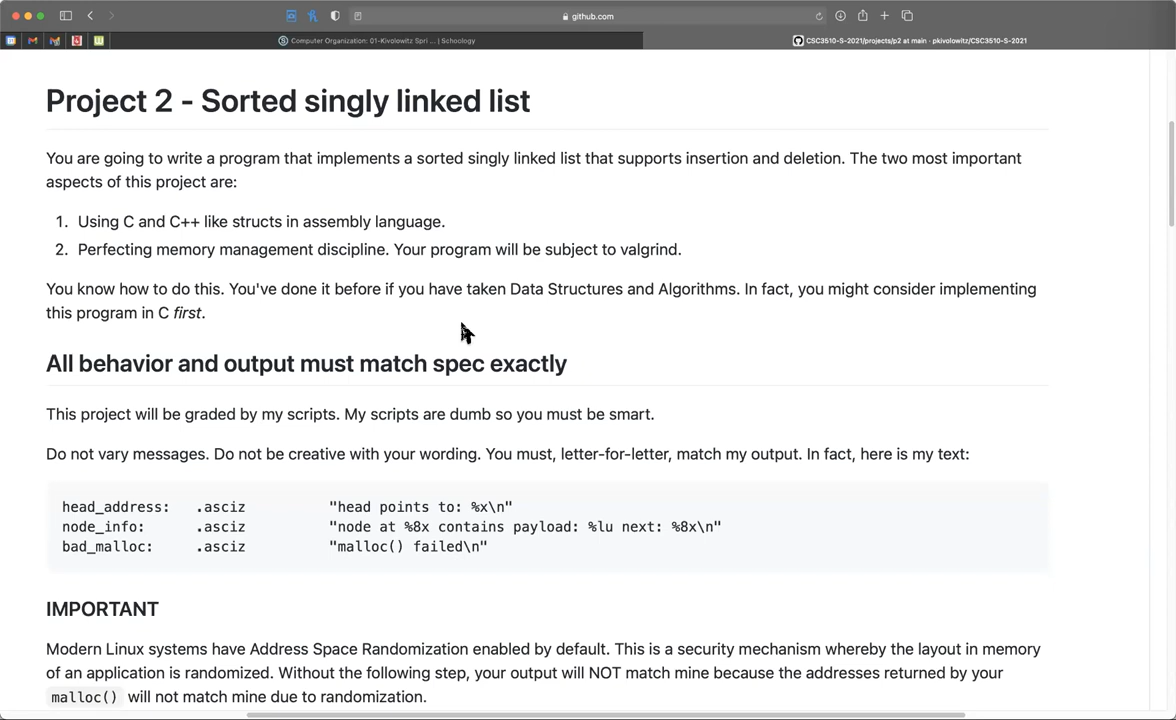 github.com
Computer Organization: 01-Kivolowitz Spri ... | Schoology
CSC3510-S-2021/projects/p2 at main · pkivolowitz/CSC3510-S-2021
Project 2 - Sorted singly linked list
You are going to write a program that implements a sorted singly linked list that supports insertion and deletion. The two most important
aspects of this project are:
1. Using C and C++ like structs in assembly language.
2. Perfecting memory management discipline. Your program will be subject to valgrind.
You know how to do this. You've done it before if you have taken Data Structures and Algorithms. In fact, you might consider implementing
this program in C first.
All behavior and output must match spec exactly
This project will be graded by my scripts. My scripts are dumb so you must be smart.
Do not vary messages. Do not be creative with your wording. You must, letter-for-letter, match my output. In fact, here is my text:
head_address: .asciz "head points to: %x\n"
node_info: .asciz "node at %8x contains payload: %lu next: %8x\n"
bad_malloc: .asciz "malloc() failed\n"
IMPORTANT
Modern Linux systems have Address Space Randomization enabled by default. This is a security mechanism whereby the layout in memory
of an application is randomized. Without the following step, your output will NOT match mine because the addresses returned by your
malloc() will not match mine due to randomization.